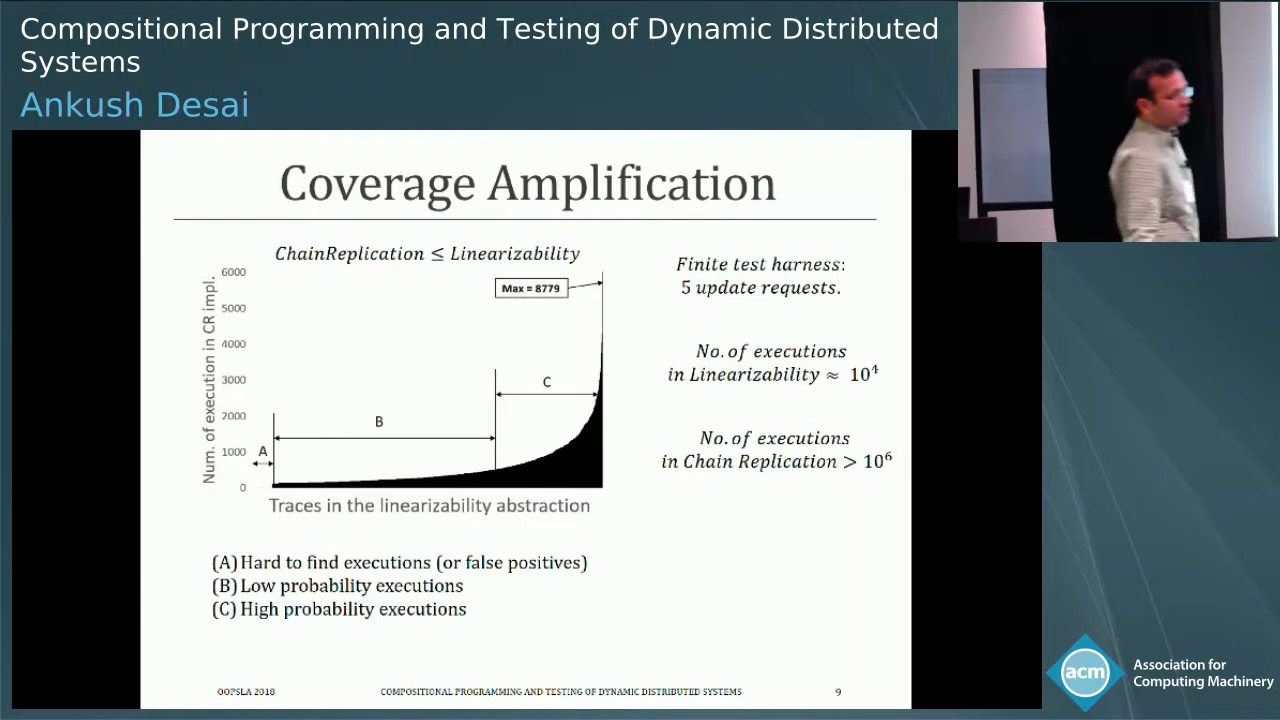 Compositional Programming and Testing of Dynamic Distributed
Systems
Ankush Desai
Coverage Amplification
ChainReplication ≤ Linearizability
Num. of execution in CR impl.
6000
5000
4000
3000
2000
1000
0
Max = 8779
A
B
C
Traces in the linearizability abstraction
Finite test harness:
5 update requests.
No. of executions
in Linearizability ≈ 10⁴
No. of executions
in Chain Replication > 10⁶
(A) Hard to find executions (or false positives)
(B) Low probability executions
(C) High probability executions
OOPSLA 2018
COMPOSITIONAL PROGRAMMING AND TESTING OF DYNAMIC DISTRIBUTED SYSTEMS
9
acm
Association for
Computing Machinery